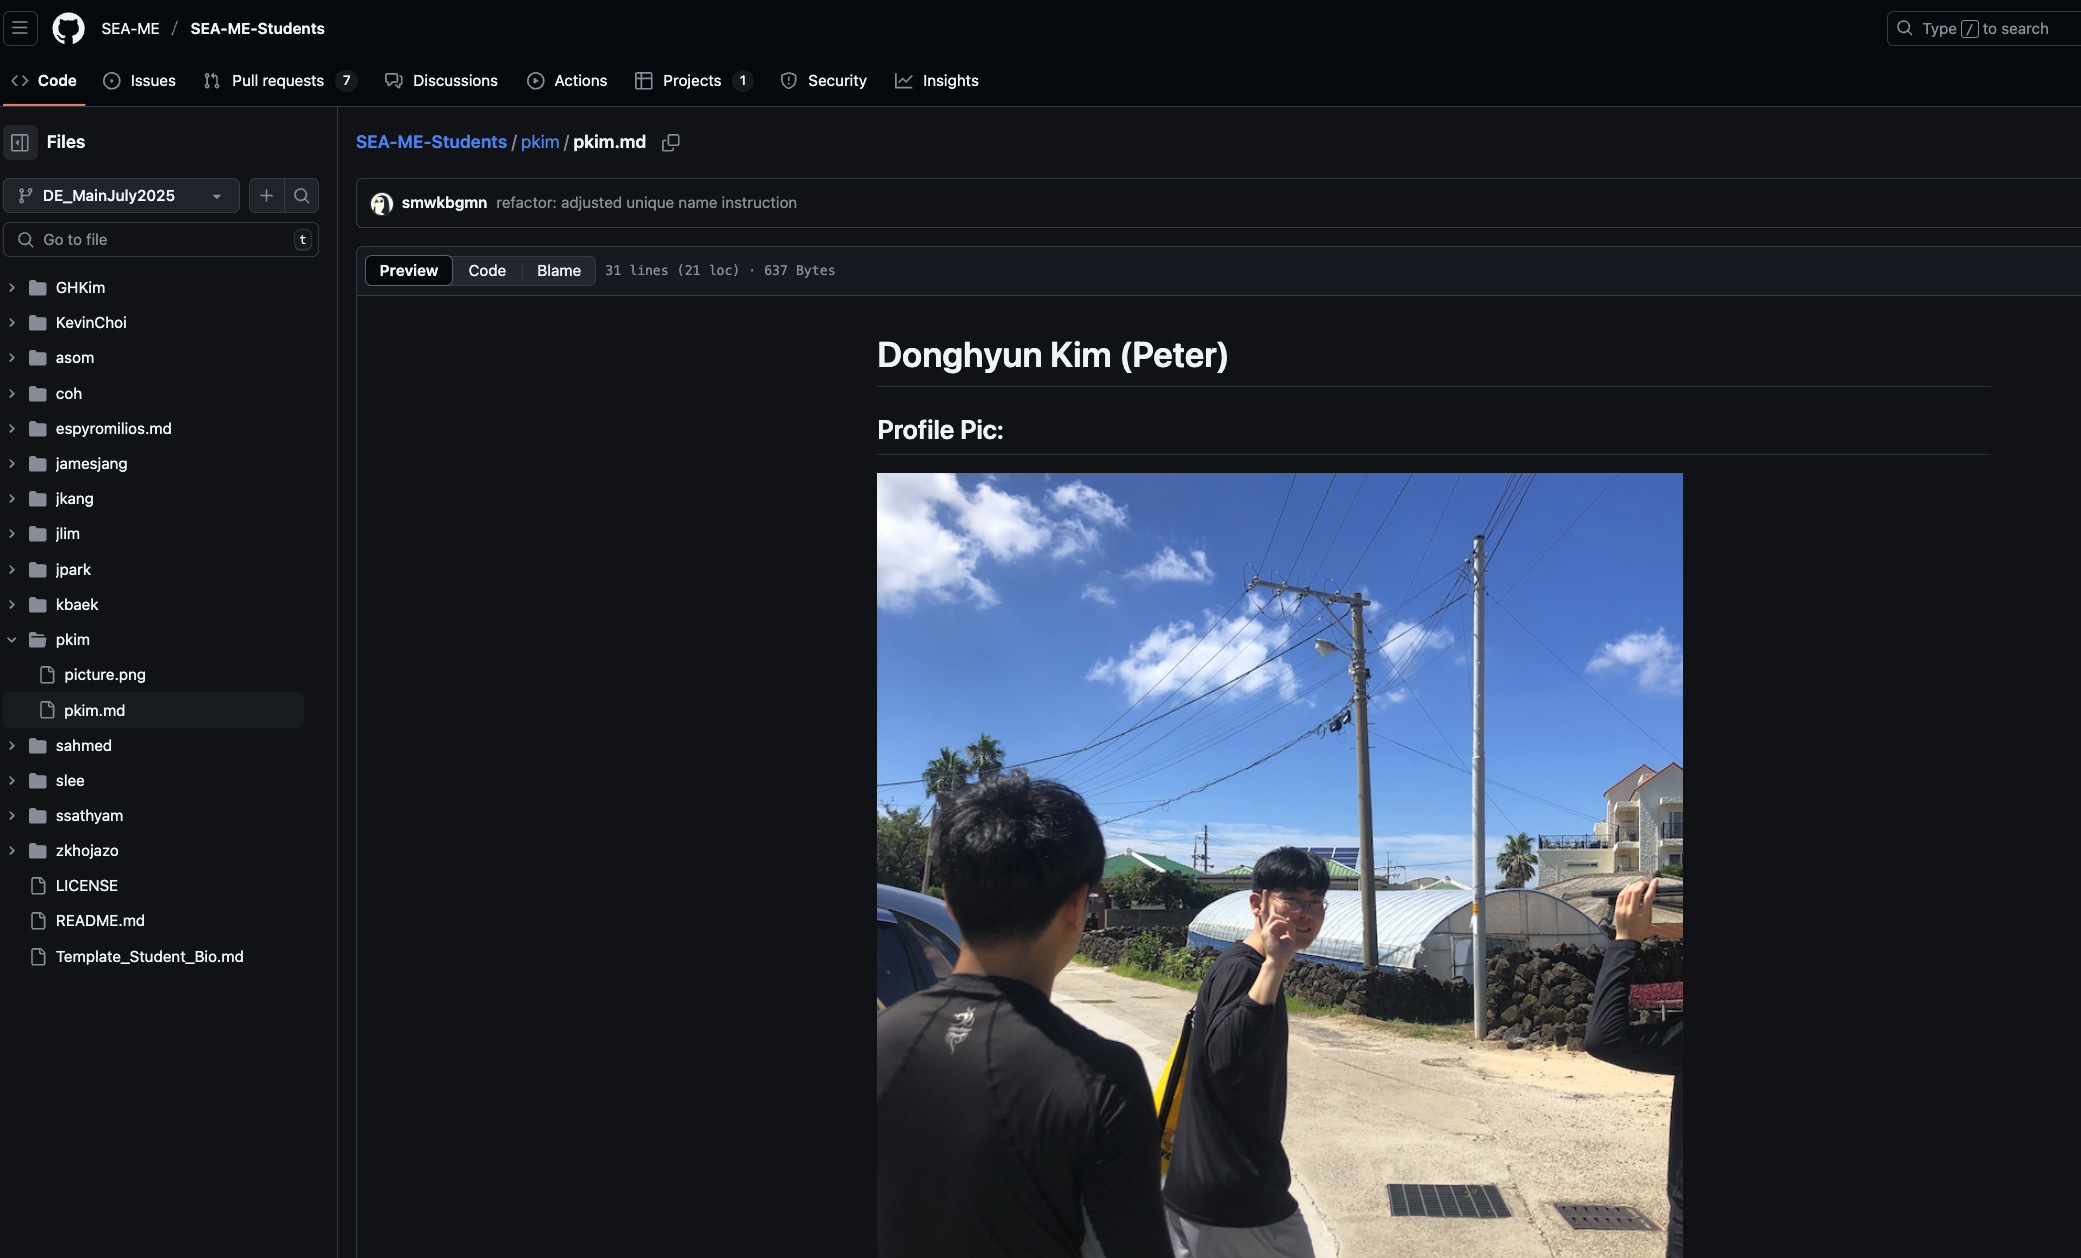 SEA-ME / SEA-ME-Students
Type / to search
Code
Issues
Pull requests 7
Discussions
Actions
Projects 1
Security
Insights
Files
DE_MainJuly2025
Go to file
t
GHKim
KevinChoi
asom
coh
espyromilios.md
jamesjang
jkang
jlim
jpark
kbaek
pkim
picture.png
pkim.md
sahmed
slee
ssathyam
zkhojazo
LICENSE
README.md
Template_Student_Bio.md
SEA-ME-Students / pkim / pkim.md
smwkbgmn refactor: adjusted unique name instruction
Preview Code Blame 31 lines (21 loc) · 637 Bytes
Donghyun Kim (Peter)
Profile Pic: